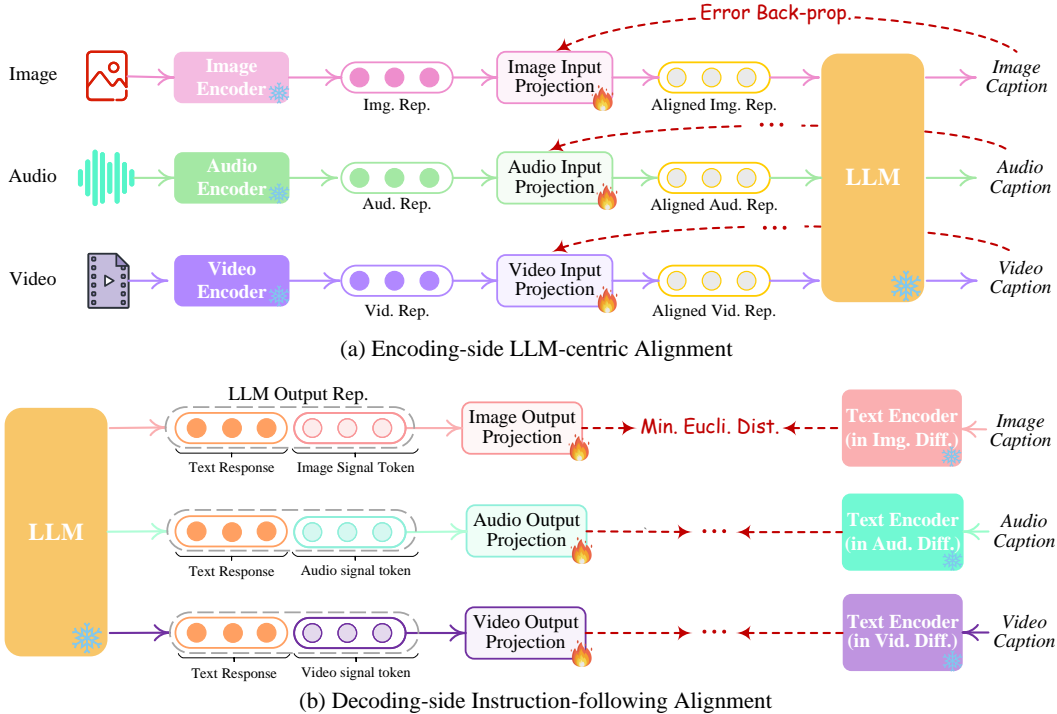 Error Back-prop.
Image
Image
Encoder
Img. Rep.
Image Input
Projection
Aligned Img. Rep.
LLM
Image
Caption
...
Audio
Audio
Encoder
Aud. Rep.
Audio Input
Projection
Aligned Aud. Rep.
Audio
Caption
...
Video
Video
Encoder
Vid. Rep.
Video Input
Projection
Aligned Vid. Rep.
Video
Caption
(a) Encoding-side LLM-centric Alignment
LLM
LLM Output Rep.
Text Response
Image Signal Token
Image Output
Projection
Min. Eucli. Dist.
Text Encoder
(in Img. Diff.)
Image
Caption
Text Response
Audio signal token
Audio Output
Projection
...
Text Encoder
(in Aud. Diff.)
Audio
Caption
Text Response
Video signal token
Video Output
Projection
...
Text Encoder
(in Vid. Diff.)
Video
Caption
(b) Decoding-side Instruction-following Alignment